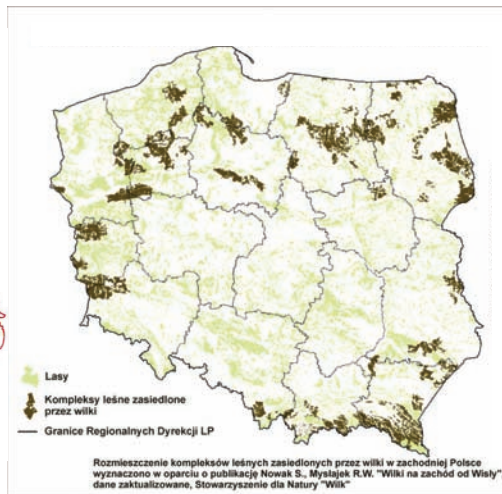 Lasy
Kompleksy leśne zasiedlone
przez wilki
Granice Regionalnych Dyrekcji LP
Rozmieszczenie kompleksów leśnych zasiedlonych przez wilki w zachodniej Polsce
wyznaczono w oparciu o publikację Nowak S., Mysłajek R.W. "Wilki na zachód od Wisły"
dane zaktualizowane, Stowarzyszenie dla Natury "Wilk"